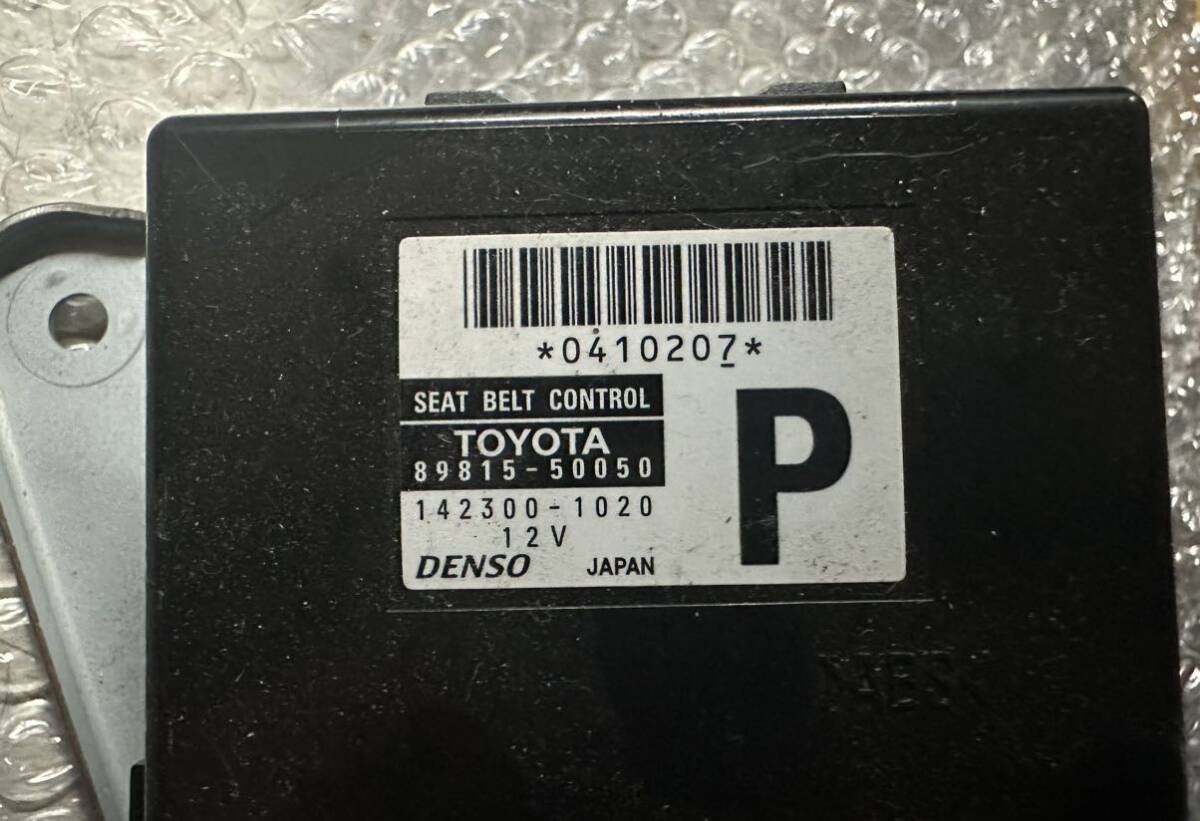 *0410207*
SEAT BELT CONTROL
TOYOTA
89815-50050
P
142300-1020
12V
DENSO JAPAN